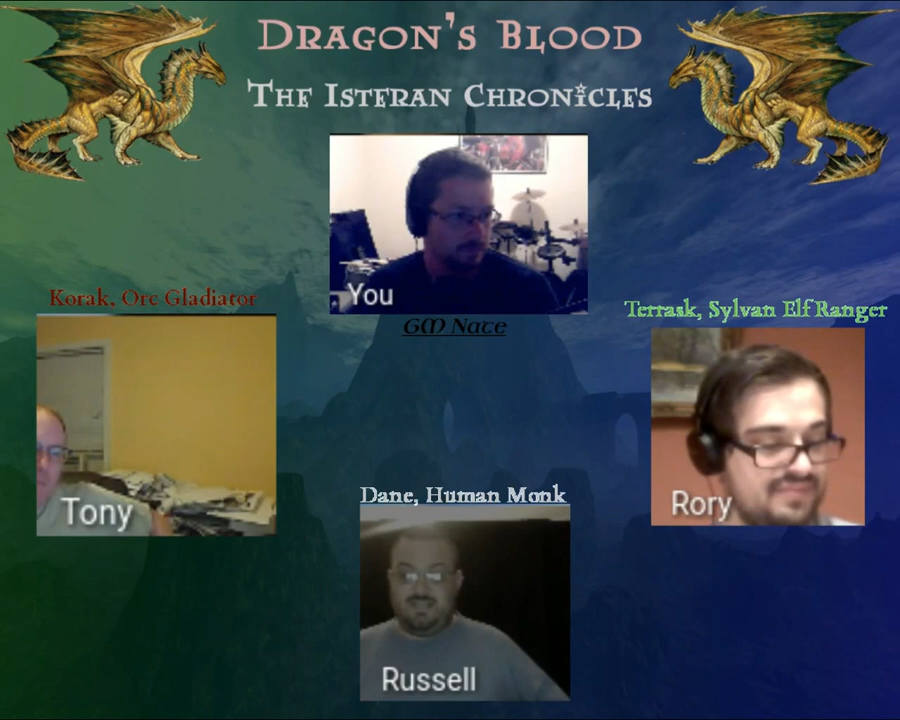 Dragon's Blood
The Isteran Chronicles
You
GM Nate
Korak, Orc Gladiator
Terrask, Sylvan Elf Ranger
Tony
Rory
Dane, Human Monk
Russell